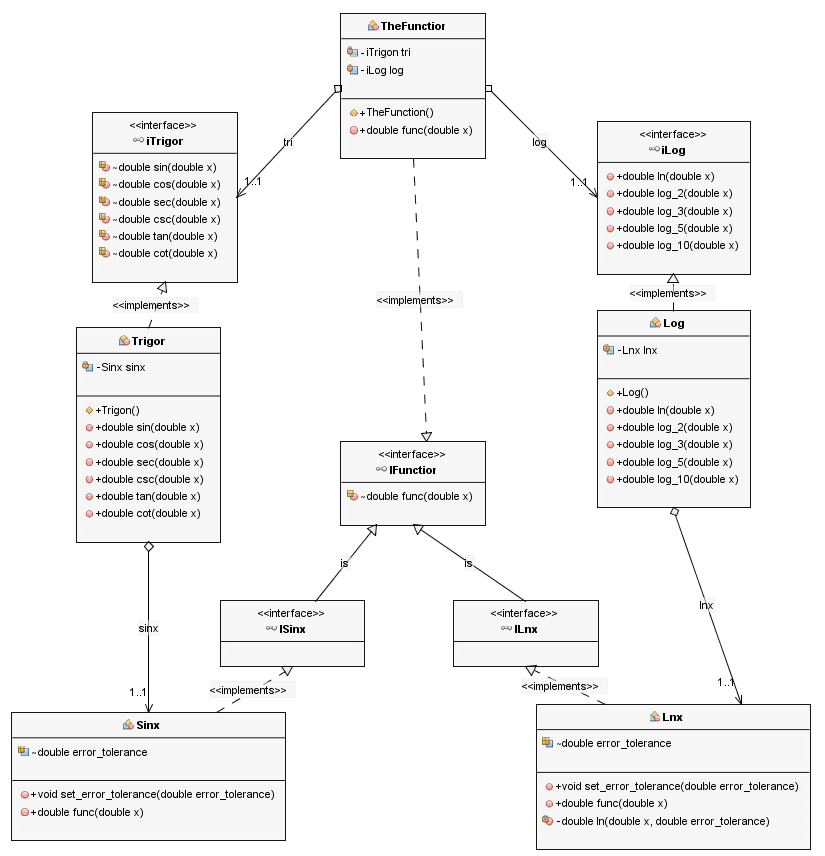 TheFunctior
- iTrigon tri
- iLog log
+TheFunction()
+double func(double x)
<<interface>>
iTrigor
~double sin(double x)
~double cos(double x)
~double sec(double x)
~double csc(double x)
~double tan(double x)
~double cot(double x)
tri
1..1
log
1..1
<<interface>>
iLog
+double ln(double x)
+double log_2(double x)
+double log_3(double x)
+double log_5(double x)
+double log_10(double x)
<<implements>>
<<implements>>
<<implements>>
Trigor
-Sinx sinx
+Trigon()
+double sin(double x)
+double cos(double x)
+double sec(double x)
+double csc(double x)
+double tan(double x)
+double cot(double x)
Log
-Lnx lnx
+Log()
+double ln(double x)
+double log_2(double x)
+double log_3(double x)
+double log_5(double x)
+double log_10(double x)
<<interface>>
IFunctior
~double func(double x)
is
is
<<interface>>
ISinx
<<interface>>
ILnx
sinx
1..1
lnx
1..1
<<implements>>
<<implements>>
Sinx
~double error_tolerance
+void set_error_tolerance(double error_tolerance)
+double func(double x)
Lnx
~double error_tolerance
+void set_error_tolerance(double error_tolerance)
+double func(double x)
-double ln(double x, double error_tolerance)